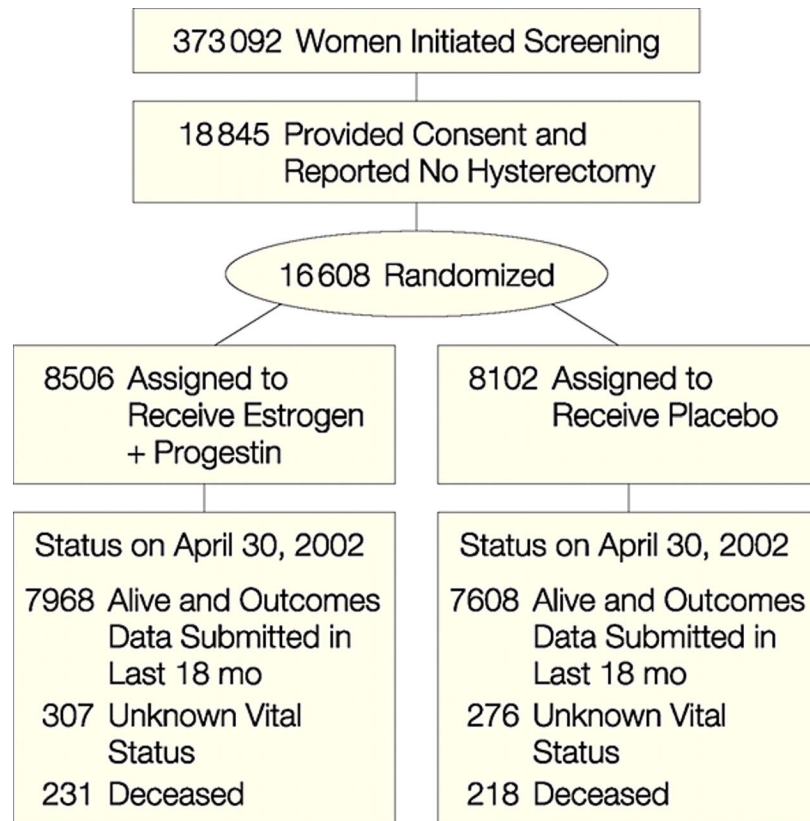 373 092 Women Initiated Screening
18 845 Provided Consent and
Reported No Hysterectomy
16 608 Randomized
8506 Assigned to
Receive Estrogen
+ Progestin
8102 Assigned to
Receive Placebo
Status on April 30, 2002
7968 Alive and Outcomes
Data Submitted in
Last 18 mo
307 Unknown Vital
Status
231 Deceased
Status on April 30, 2002
7608 Alive and Outcomes
Data Submitted in
Last 18 mo
276 Unknown Vital
Status
218 Deceased